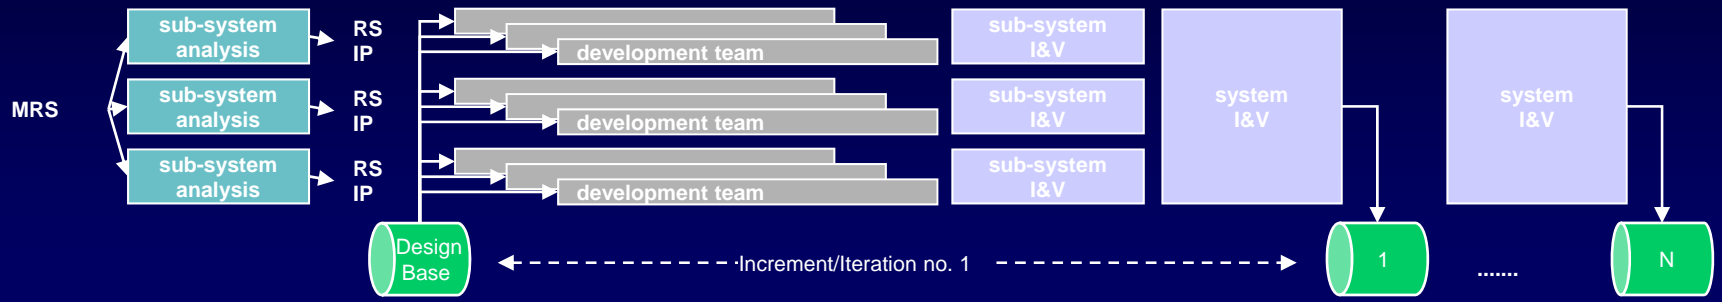 MRS
sub-system
analysis
RS
IP
development team
sub-system
I&V
sub-system
analysis
RS
IP
development team
sub-system
I&V
sub-system
analysis
RS
IP
development team
sub-system
I&V
system
I&V
system
I&V
Design
Base
Increment/Iteration no. 1
1
.......
N